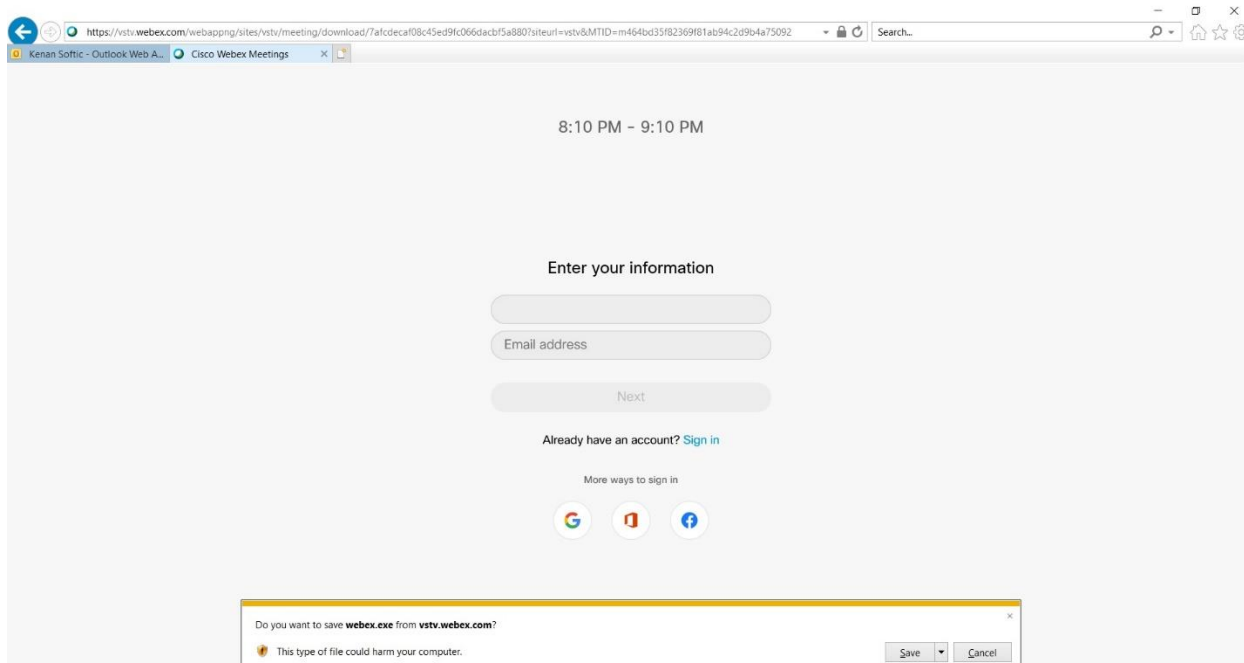 https://vstv.webex.com/webappng/sites/vstv/meeting/download/7afcdecaf08c45ed9fc066dacbf5a880?siteurl=vstv&MTID=m464bd35f82369f81ab94c2d9b4a75092
Search...
Kenan Softic - Outlook Web A...
Cisco Webex Meetings
8:10 PM - 9:10 PM
Enter your information
Email address
Next
Already have an account? Sign in
More ways to sign in
Do you want to save webex.exe from vstv.webex.com?
This type of file could harm your computer.
Save
Cancel